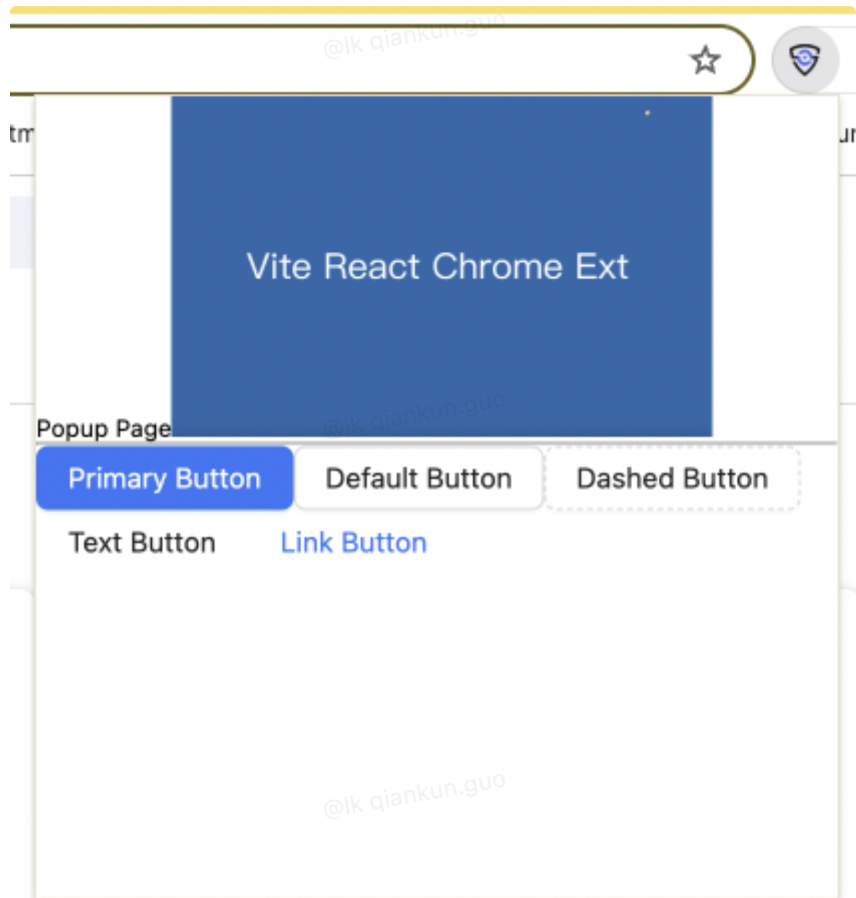 @lk qiankun.guo
tm
ur
Vite React Chrome Ext
Popup Page
@lk qiankun.guo
Primary Button Default Button Dashed Button
Text Button Link Button
@lk qiankun.guo